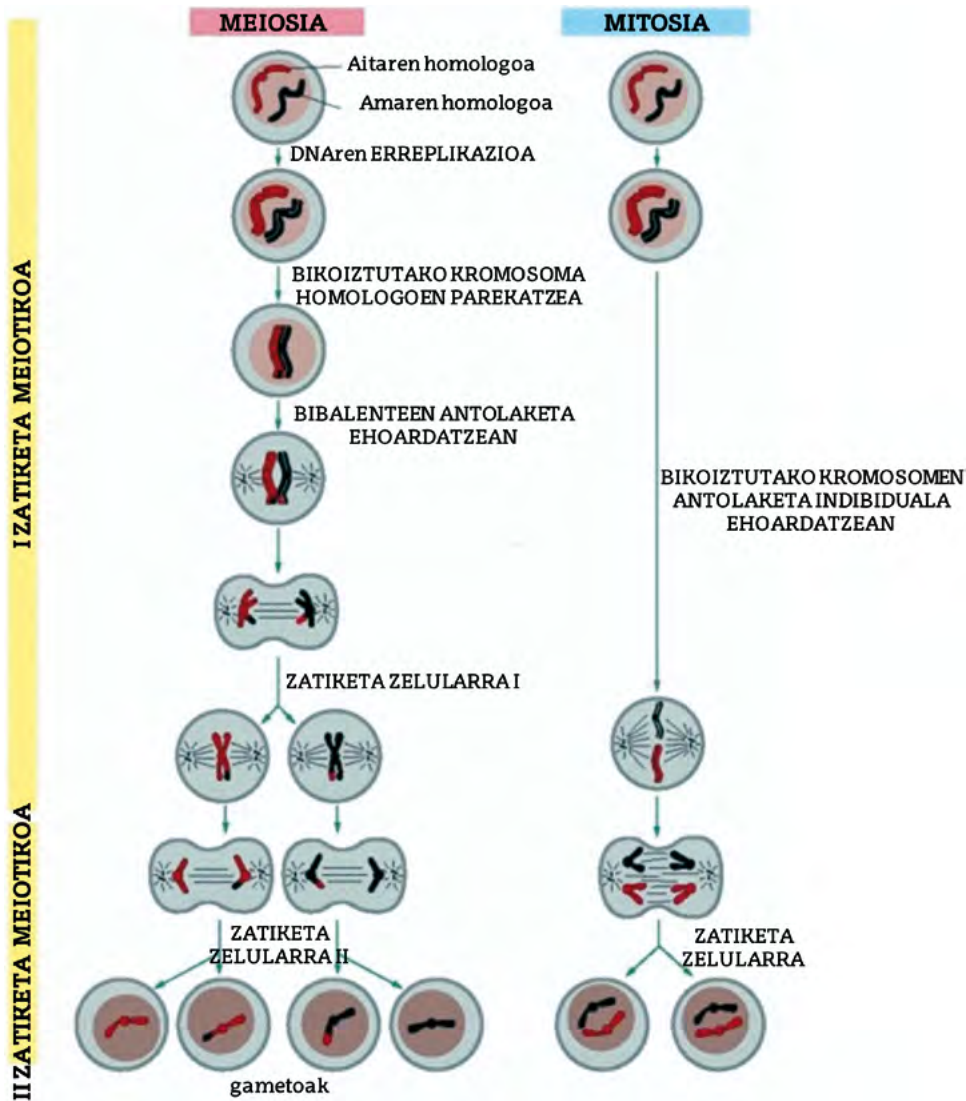 MEIOSIA
MITOSIA
Aitaren homologoa
Amaren homologoa
DNAren ERREPLIKAZIOA
BIKOIZTUTAKO KROMOSOMA
HOMOLOGOEN PAREKATZEA
BIBALENTEEN ANTOLAKETA
EHOARDATZEAN
BIKOIZTUTAKO KROMOSOMEN
ANTOLAKETA INDIBIDUALA
EHOARDATZEAN
I ZATIKETA MEIOTIKOA
ZATIKETA ZELULARRA I
ZATIKETA
ZELULARRA II
ZATIKETA
ZELULARRA
II ZATIKETA MEIOTIKOA
gametoak